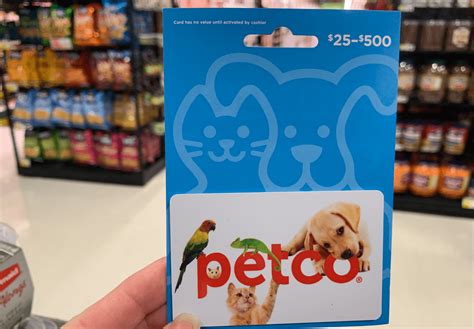 Card has no value until activated by cashier
$25-$500
petco®